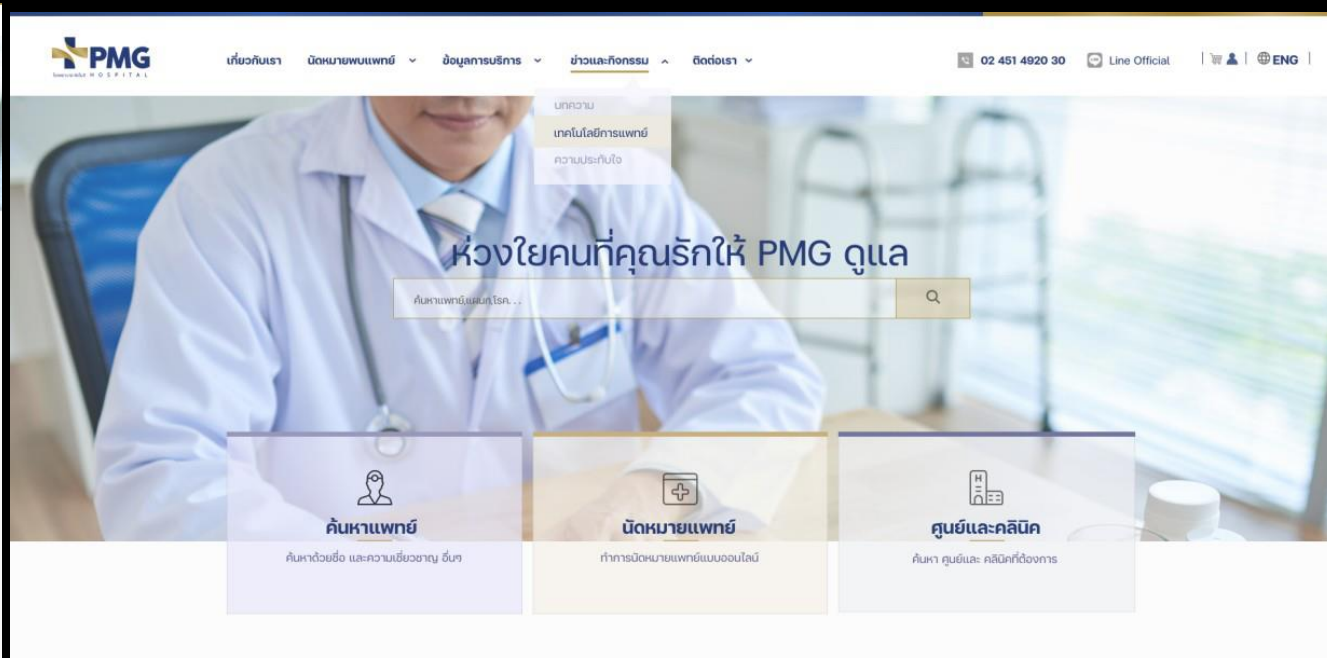 PMG
HOSPITAL
เกี่ยวกับเรา นัดหมายพบแพทย์ ข้อมูลการบริการ ข่าวและกิจกรรม ติดต่อเรา 02 451 4920 30 Line Official ENG
บทความ
เทคโนโลยีการแพทย์
ความประทับใจ
ห่วงใยคนที่คุณรักให้ PMG ดูแล
ค้นหาแพทย์,แผนก,โรค. . .
ค้นหาแพทย์
ค้นหาด้วยชื่อ และความเชี่ยวชาญ อื่นๆ
นัดหมายแพทย์
ทำการนัดหมายแพทย์แบบออนไลน์
H
ศูนย์และคลินิค
ค้นหา ศูนย์และ คลินิคที่ต้องการ